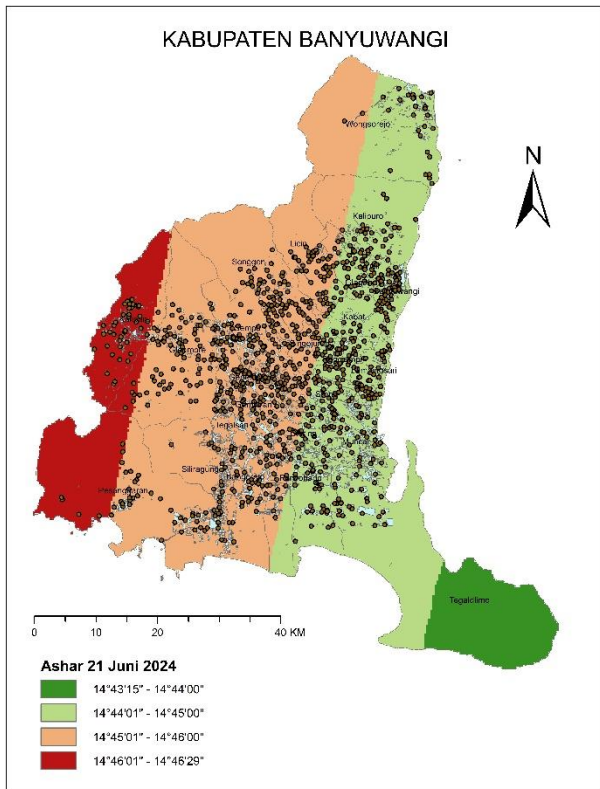 KABUPATEN BANYUWANGI
N
Wongsorejo
Kalipuro
Licin
Songgon
Kabat
Tegalsari
Siliragung
Pesanggaran
Tegaldlimo
0 10 20 40 KM
Ashar 21 Juni 2024
14°43'15" - 14°44'00"
14°44'01" - 14°45'00"
14°45'01" - 14°46'00"
14°46'01" - 14°46'29"